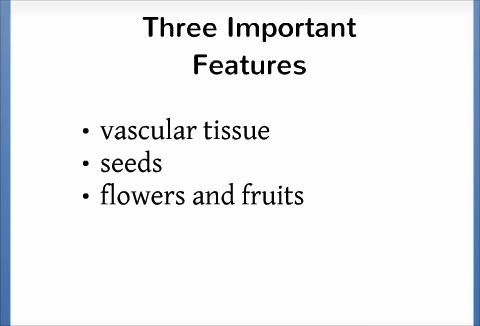 Three Important
Features
• vascular tissue
• seeds
• flowers and fruits